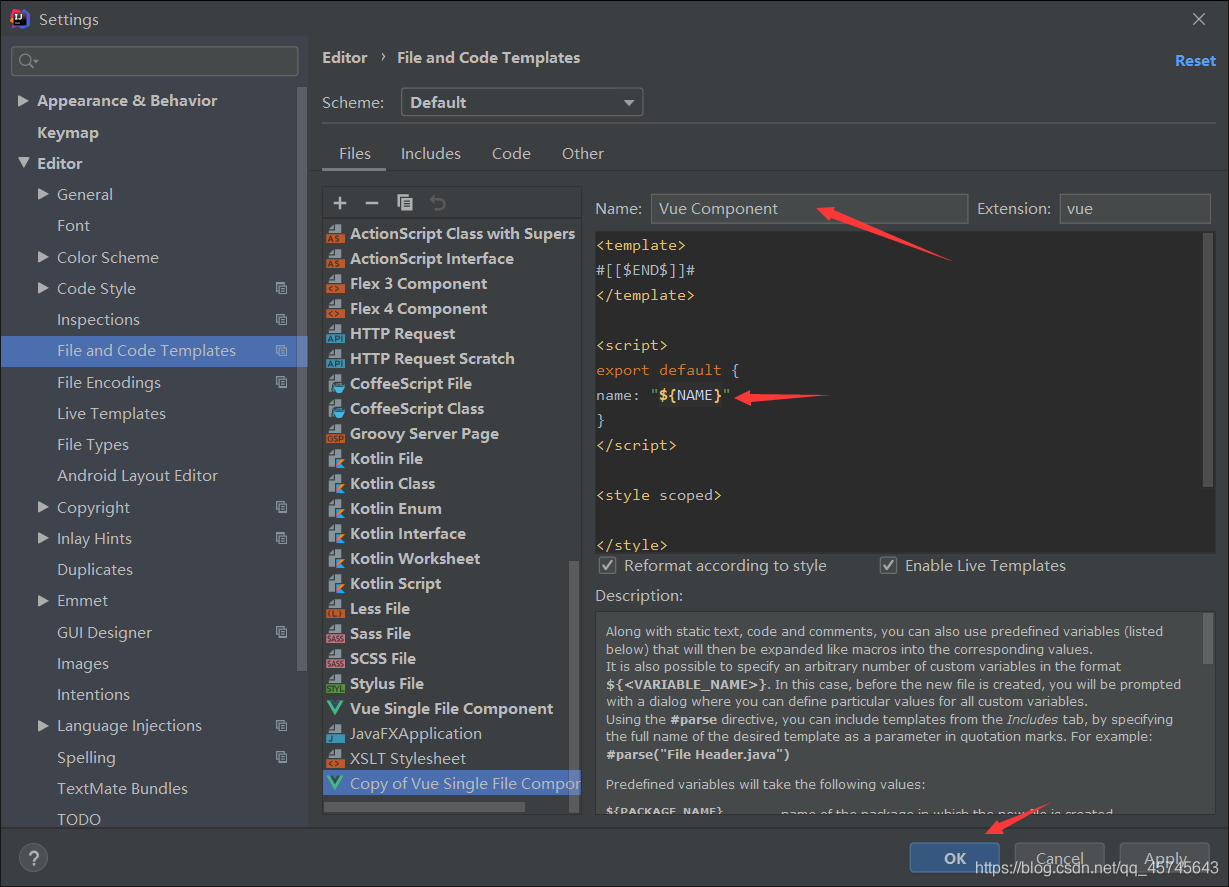 Settings
Editor › File and Code Templates
Reset
Scheme: Default
Appearance & Behavior
Keymap
Editor
General
Font
Color Scheme
Code Style
Inspections
File and Code Templates
File Encodings
Live Templates
File Types
Android Layout Editor
Copyright
Inlay Hints
Duplicates
Emmet
GUI Designer
Images
Intentions
Language Injections
Spelling
TextMate Bundles
TODO
Files Includes Code Other
ActionScript Class with Supers
ActionScript Interface
Flex 3 Component
Flex 4 Component
HTTP Request
HTTP Request Scratch
CoffeeScript File
CoffeeScript Class
Groovy Server Page
Kotlin File
Kotlin Class
Kotlin Enum
Kotlin Interface
Kotlin Worksheet
Kotlin Script
Less File
Sass File
SCSS File
Stylus File
Vue Single File Component
JavaFXApplication
XSLT Stylesheet
Copy of Vue Single File Compor
Name: Vue Component Extension: vue
<template>
#[[$END$]]#
</template>
<script>
export default {
name: "${NAME}"
}
</script>
<style scoped>
</style>
Reformat according to style Enable Live Templates
Description:
Along with static text, code and comments, you can also use predefined variables (listed
below) that will then be expanded like macros into the corresponding values.
It is also possible to specify an arbitrary number of custom variables in the format
${<VARIABLE_NAME>}. In this case, before the new file is created, you will be prompted
with a dialog where you can define particular values for all custom variables.
Using the #parse directive, you can include templates from the Includes tab, by specifying
the full name of the desired template as a parameter in quotation marks. For example:
#parse("File Header.java")
Predefined variables will take the following values:
${PACKAGE_NAME} name of the package in which the new file is created
? OK Cancel Apply
https://blog.csdn.net/qq_45745643